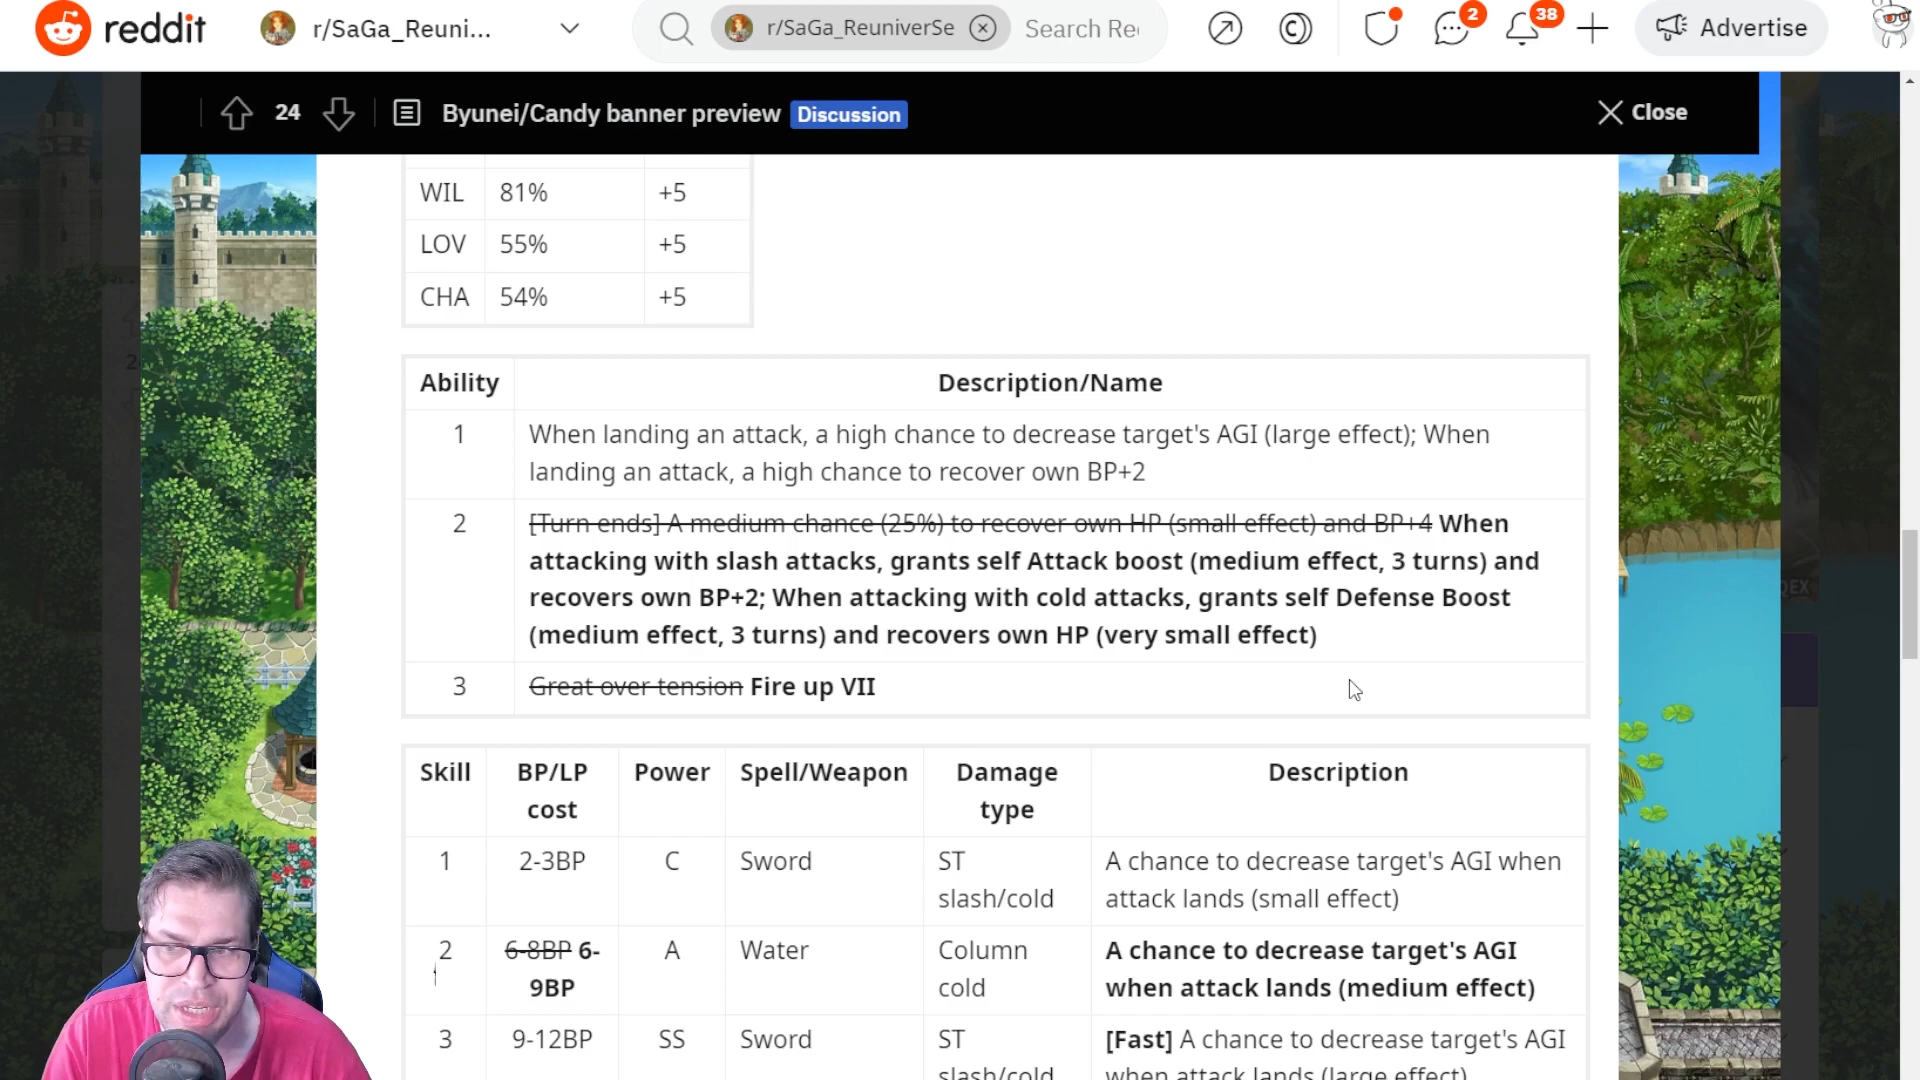 reddit
r/SaGa_Reuni...
r/SaGa_ReuniverSe
Search Re
2
38
Advertise
24
Byunei/Candy banner preview
Discussion
Close
WIL 81% +5
LOV 55% +5
CHA 54% +5
Ability Description/Name
1 When landing an attack, a high chance to decrease target's AGI (large effect); When
landing an attack, a high chance to recover own BP+2
2 [Turn ends] A medium chance (25%) to recover own HP (small effect) and BP+4 When
attacking with slash attacks, grants self Attack boost (medium effect, 3 turns) and
recovers own BP+2; When attacking with cold attacks, grants self Defense Boost
(medium effect, 3 turns) and recovers own HP (very small effect)
3 Great over tension Fire up VII
Skill BP/LP cost Power Spell/Weapon Damage type Description
1 2-3BP C Sword ST slash/cold A chance to decrease target's AGI when
attack lands (small effect)
2 6-8BP 6-9BP A Water Column cold A chance to decrease target's AGI
when attack lands (medium effect)
3 9-12BP SS Sword ST slash/cold [Fast] A chance to decrease target's AGI
when attack lands (large effect)